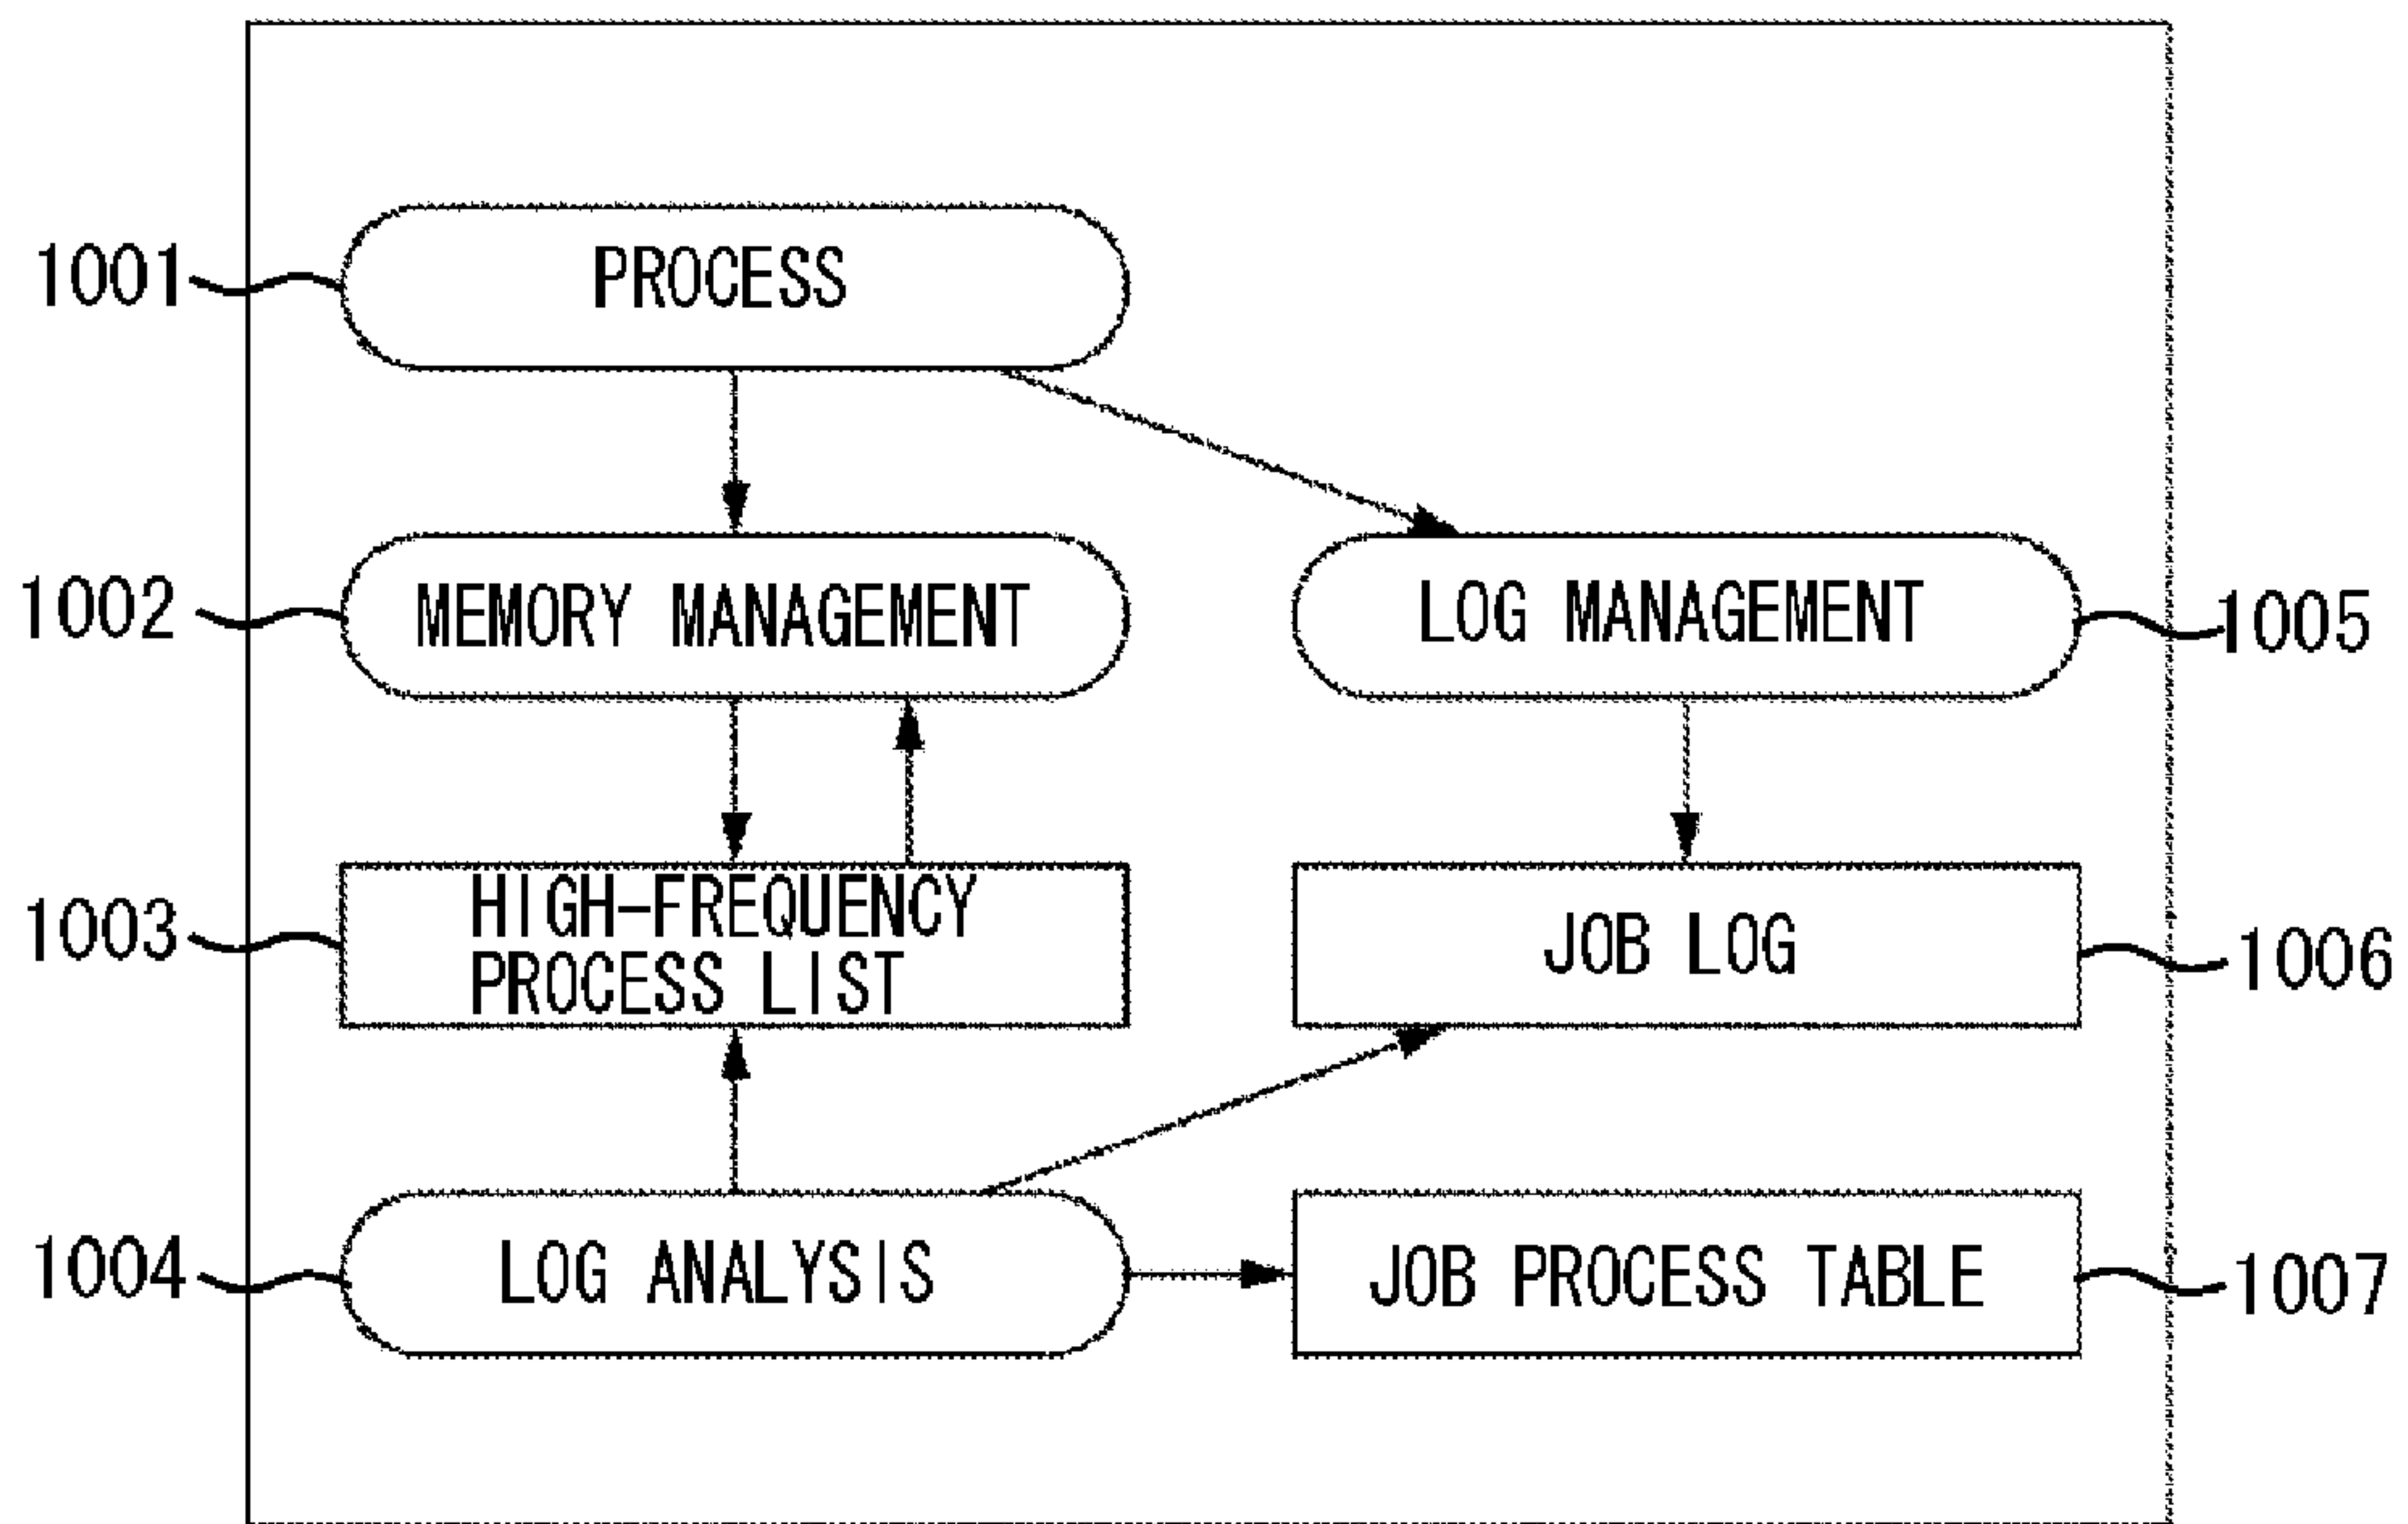 1001
PROCESS
1002
MEMORY MANAGEMENT
LOG MANAGEMENT
1005
1003
HIGH-FREQUENCY
PROCESS LIST
JOB LOG
1006
1004
LOG ANALYSIS
JOB PROCESS TABLE
1007